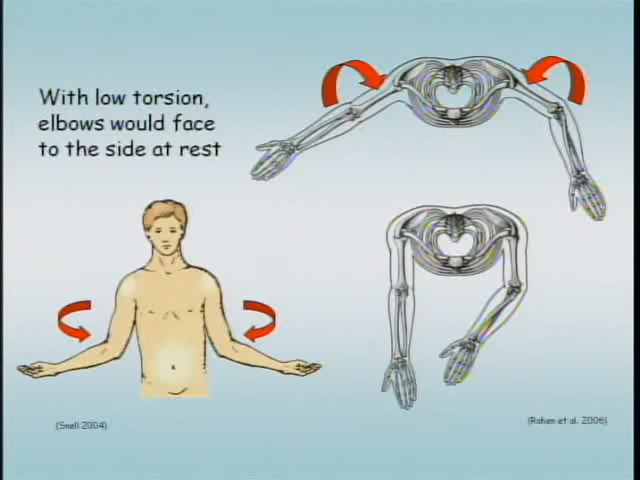 With low torsion,
elbows would face
to the side at rest
(Snell 2004)
(Rohen et al. 2006)